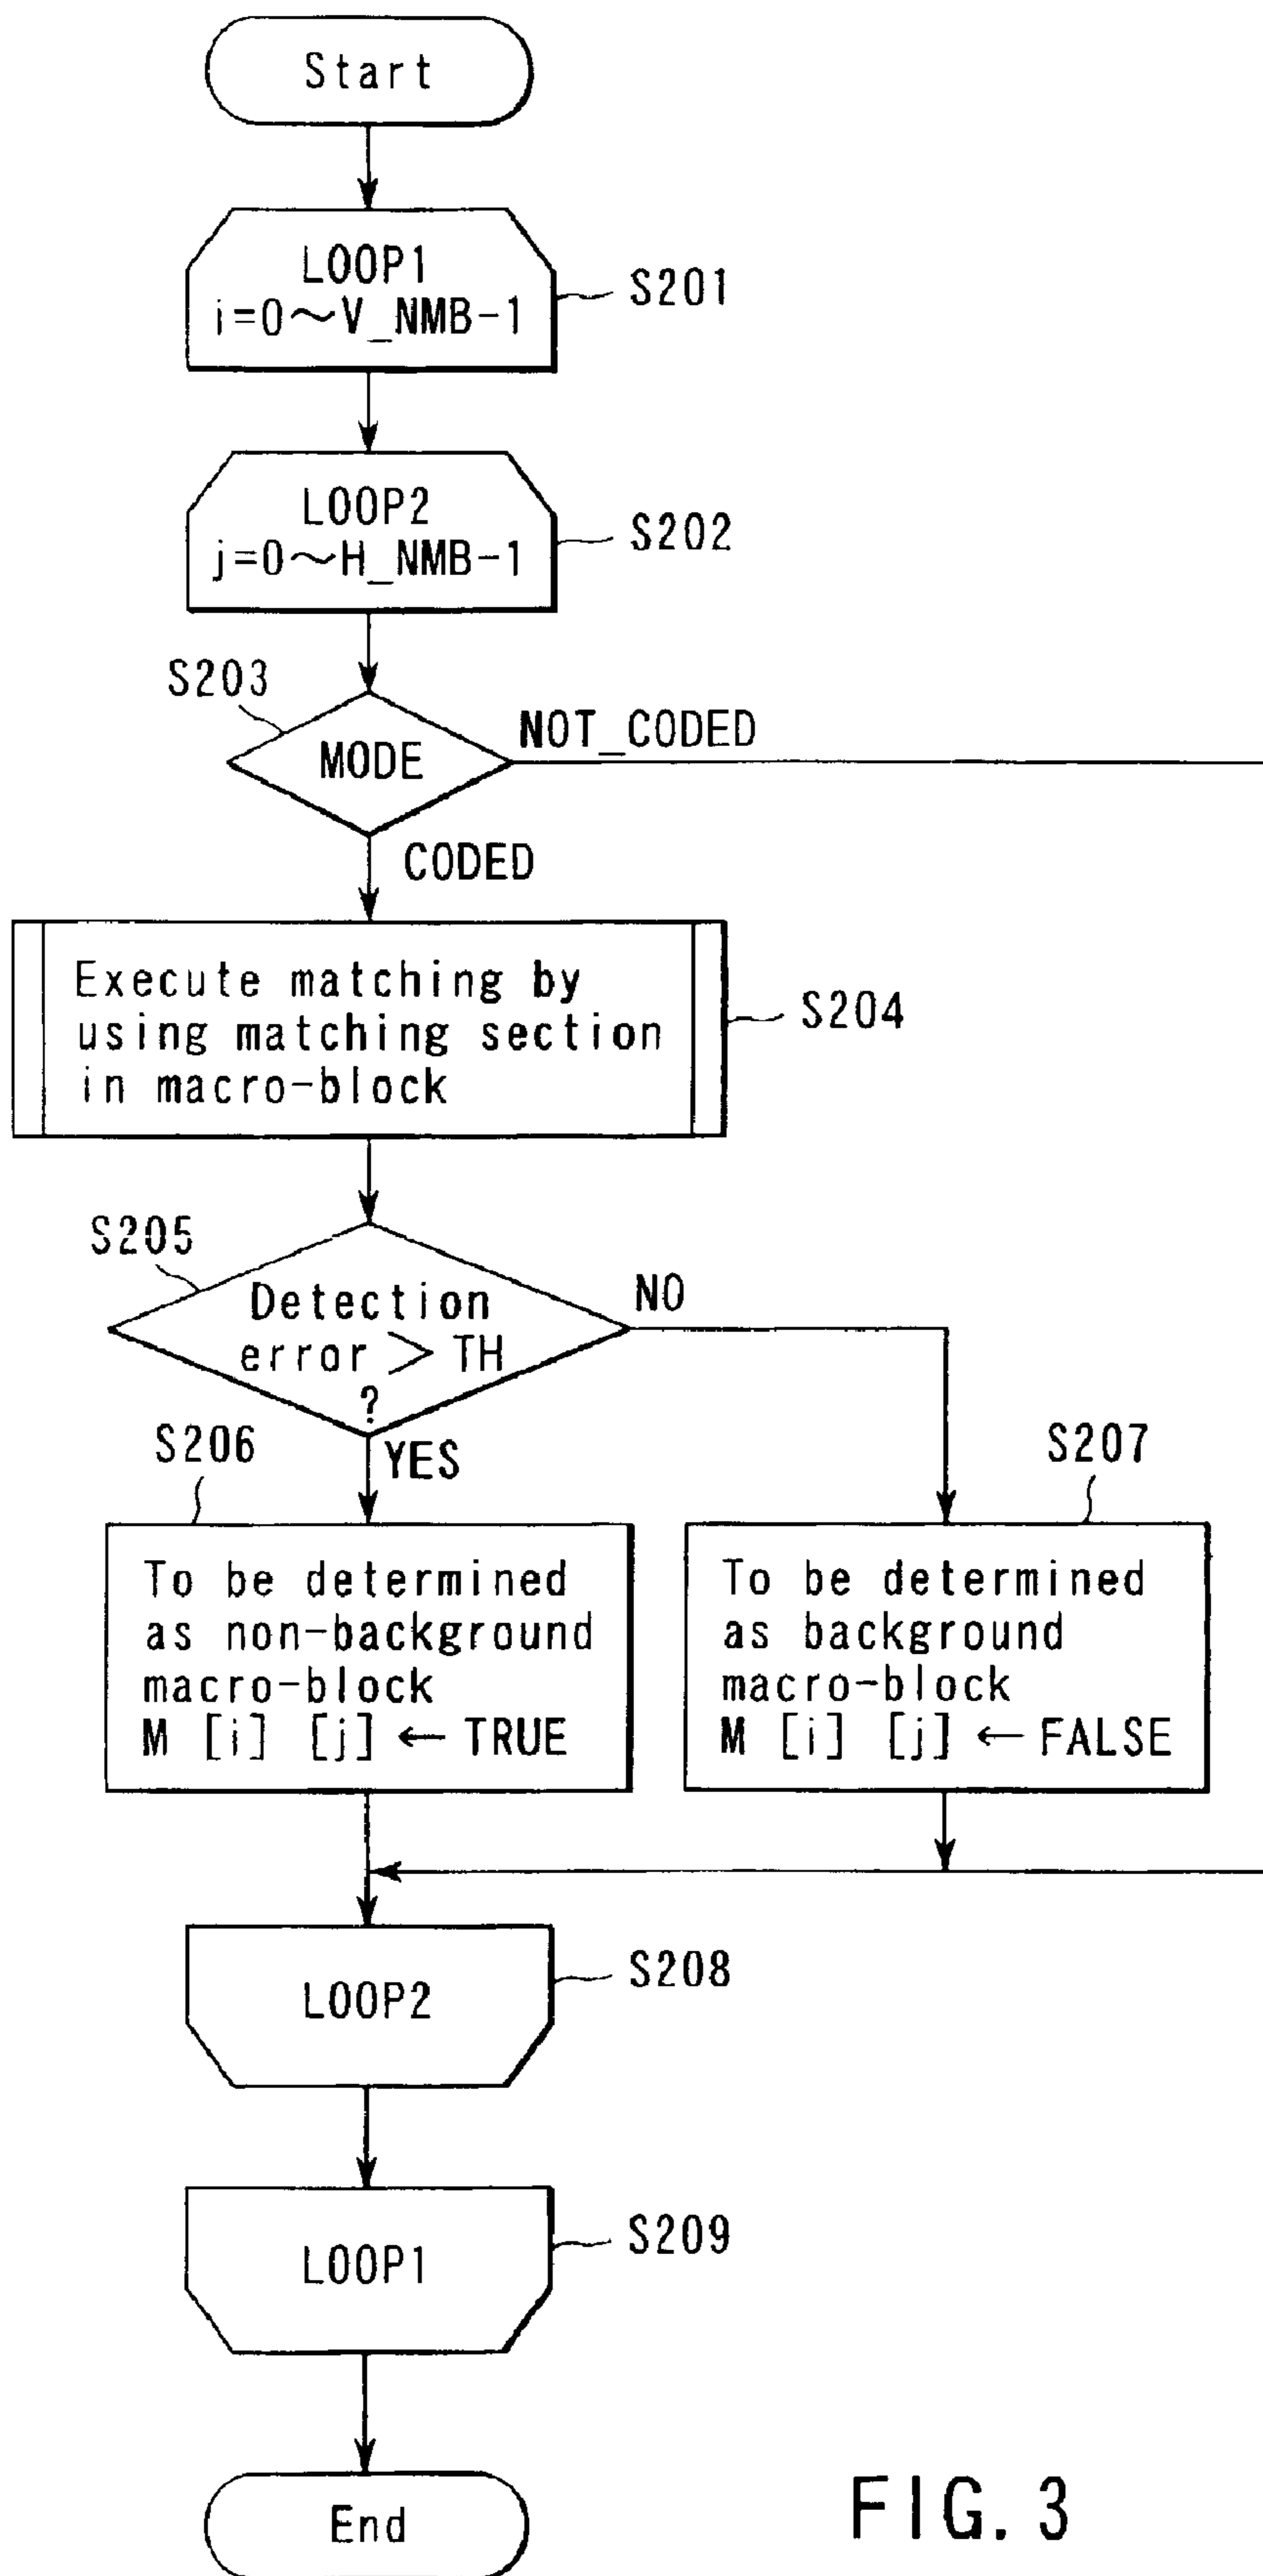 Start
LOOP1
i=0～V_NMB-1
S201
LOOP2
j=0～H_NMB-1
S202
S203
MODE
NOT_CODED
CODED
Execute matching by
using matching section
in macro-block
S204
S205
Detection
error > TH
?
NO
YES
S206
To be determined
as non-background
macro-block
M [i] [j] ← TRUE
S207
To be determined
as background
macro-block
M [i] [j] ← FALSE
LOOP2
S208
LOOP1
S209
End
FIG. 3